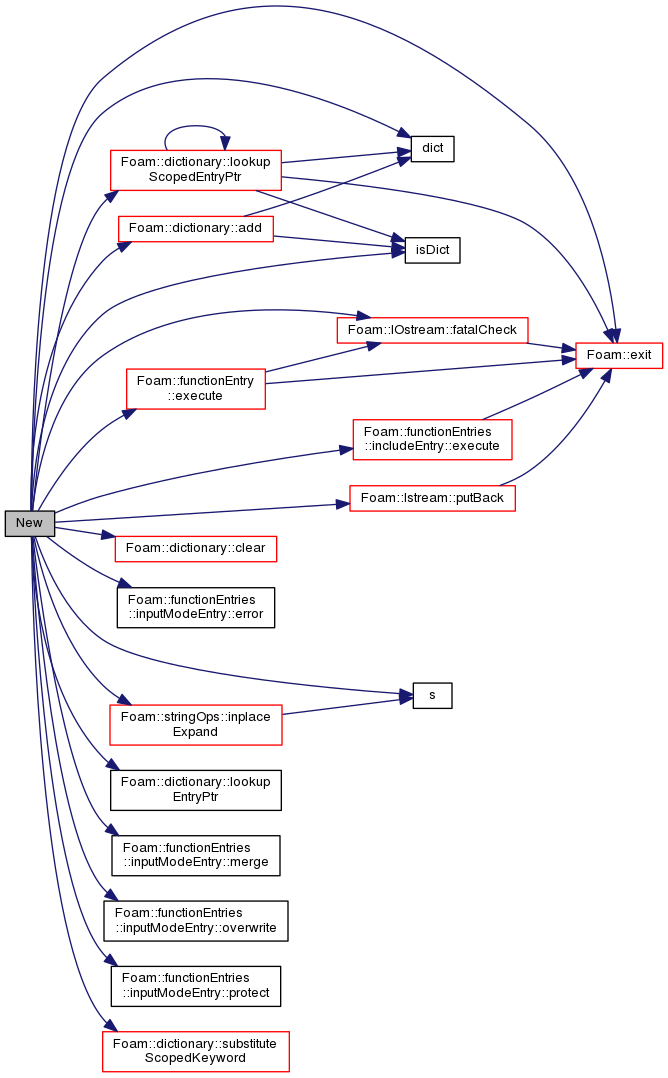 dict
Foam::dictionary::lookup
ScopedEntryPtr
Foam::dictionary::add
isDict
Foam::IOstream::fatalCheck
Foam::exit
Foam::functionEntry
::execute
Foam::functionEntries
::includeEntry::execute
Foam::Istream::putBack
New
Foam::dictionary::clear
Foam::functionEntries
::inputModeEntry::error
s
Foam::stringOps::inplace
Expand
Foam::dictionary::lookup
EntryPtr
Foam::functionEntries
::inputModeEntry::merge
Foam::functionEntries
::inputModeEntry::overwrite
Foam::functionEntries
::inputModeEntry::protect
Foam::dictionary::substitute
ScopedKeyword